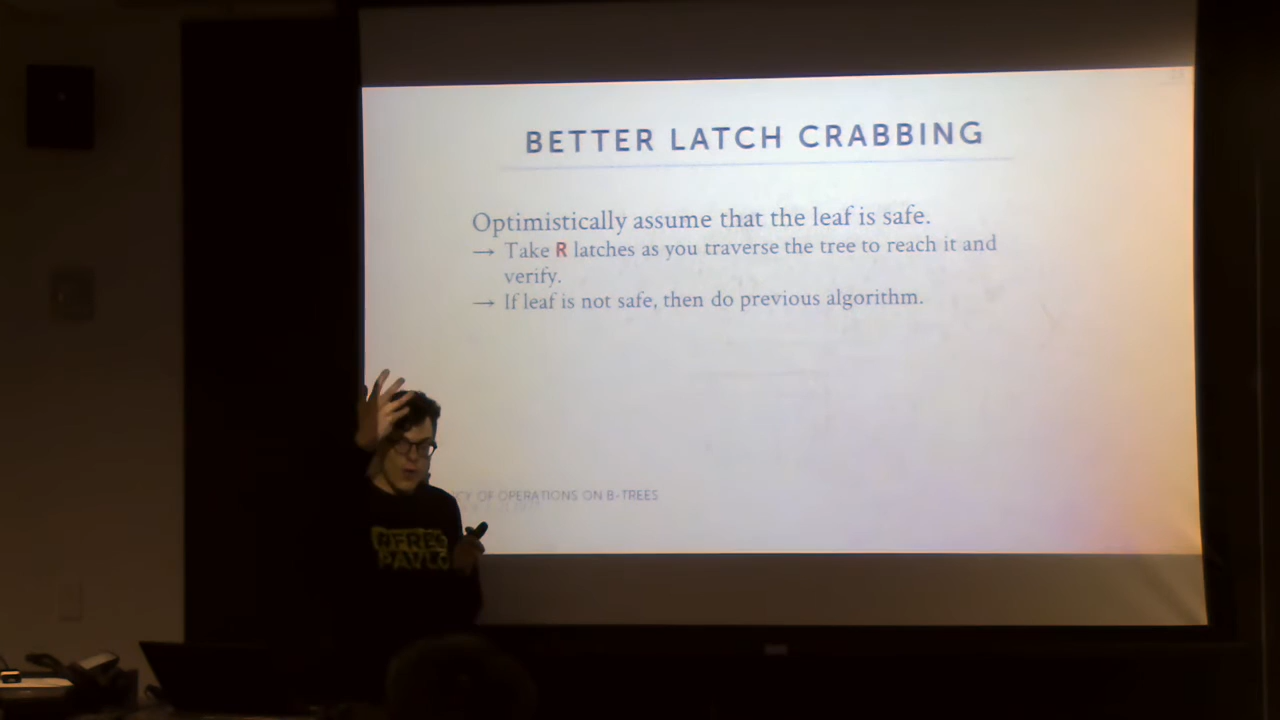 BETTER LATCH CRABBING
Optimistically assume that the leaf is safe.
→ Take R latches as you traverse the tree to reach it and
verify.
→ If leaf is not safe, then do previous algorithm.
OF OPERATIONS ON B-TREES
PAVLO